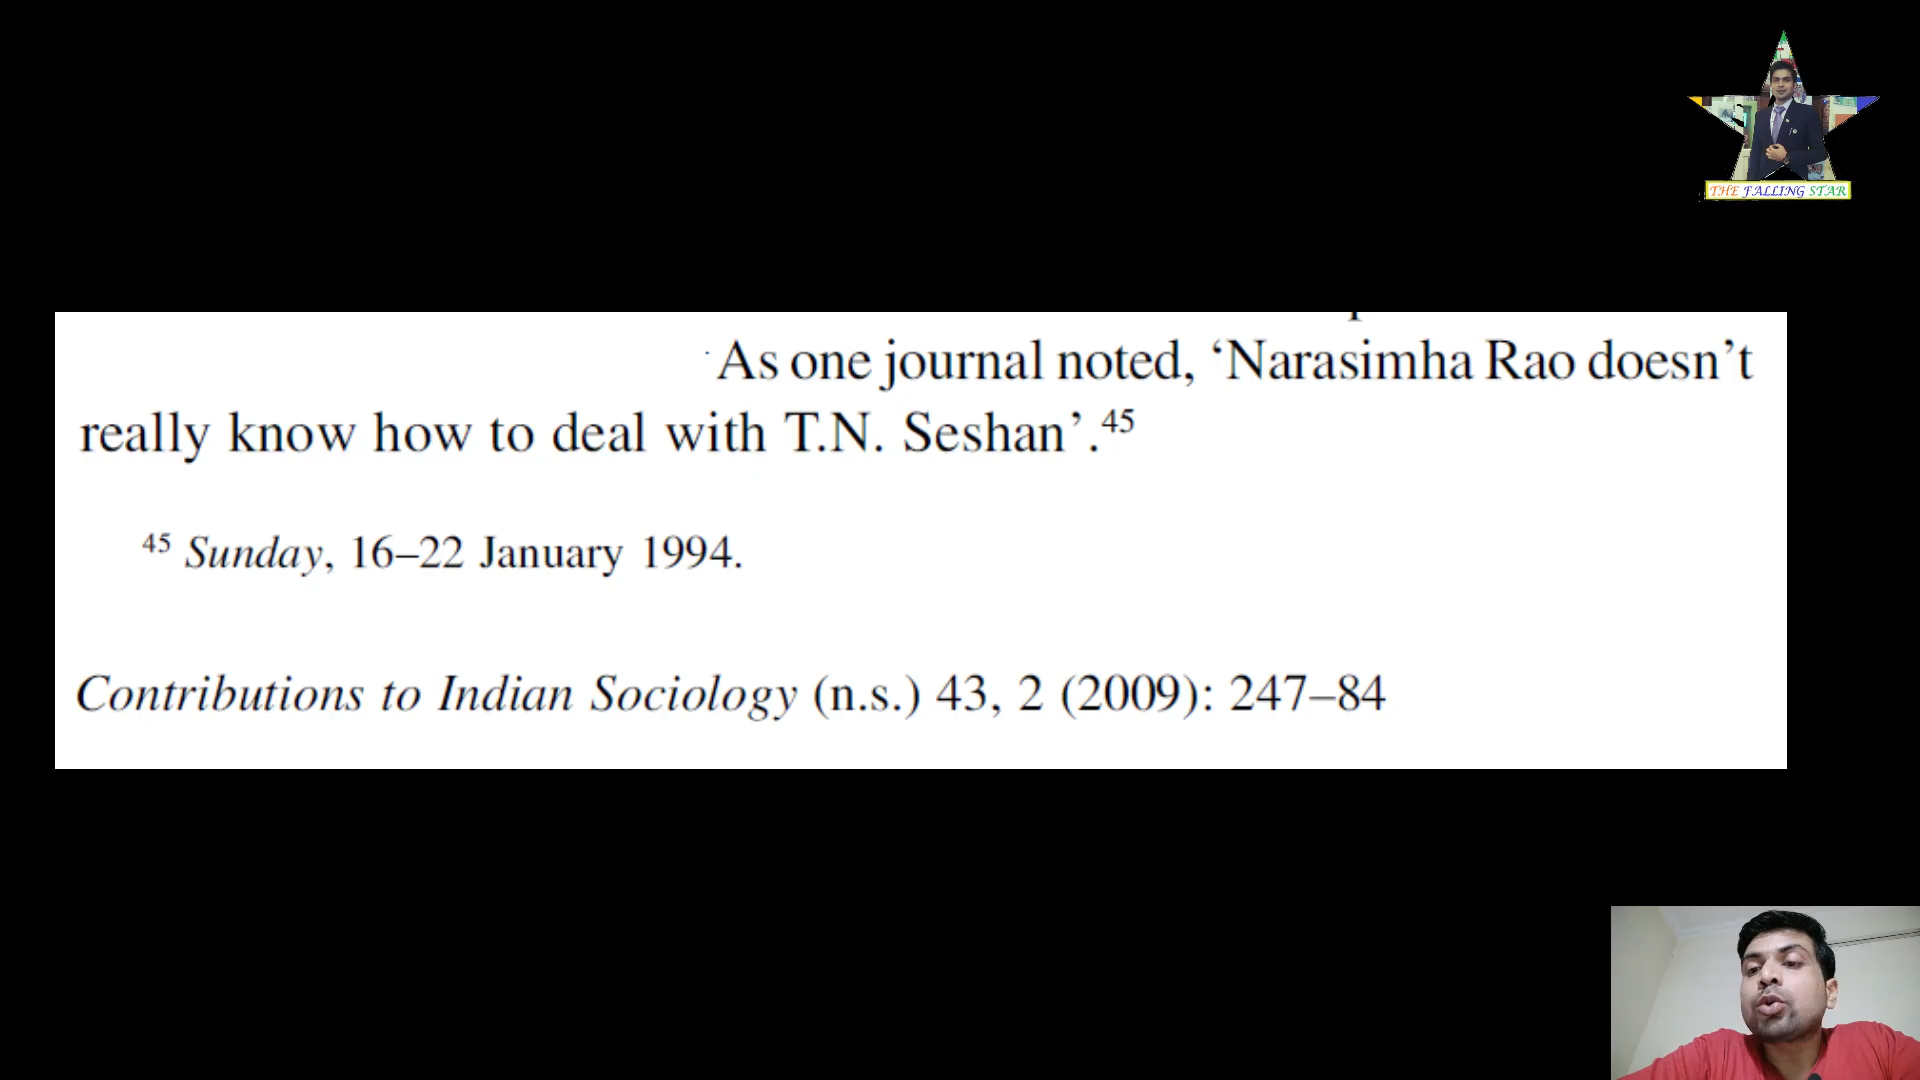 THE FALLING STAR
As one journal noted, ‘Narasimha Rao doesn’t
really know how to deal with T.N. Seshan’.45
45 Sunday, 16–22 January 1994.
Contributions to Indian Sociology (n.s.) 43, 2 (2009): 247–84